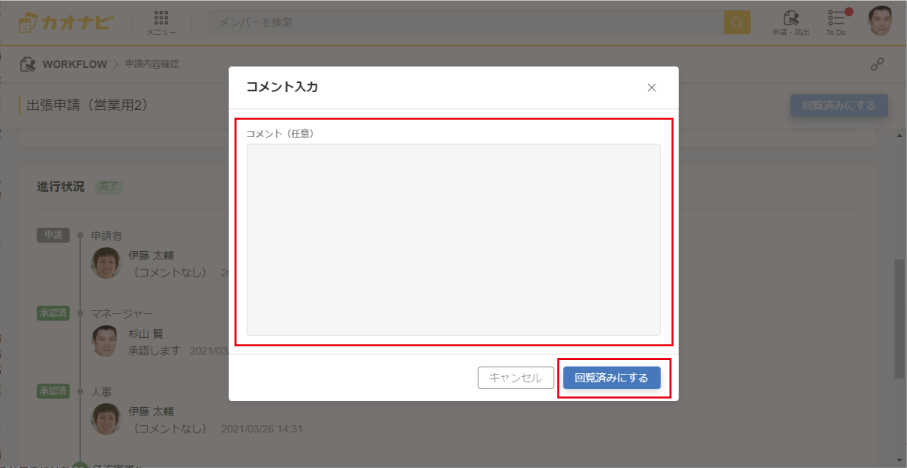 カオナビ
メニュー
メンバーを検索
申請・届出
To Do
WORKFLOW > 申請内容確認
出張申請（営業用2）
回覧済みにする
コメント入力
コメント（任意）
キャンセル
回覧済みにする
進行状況 完了
申請 申請者
伊藤 太輔
（コメントなし）
承認済 マネージャー
杉山 賢
承認します 2021/03
承認済 人事
伊藤 太輔
（コメントなし） 2021/03/25 14:31